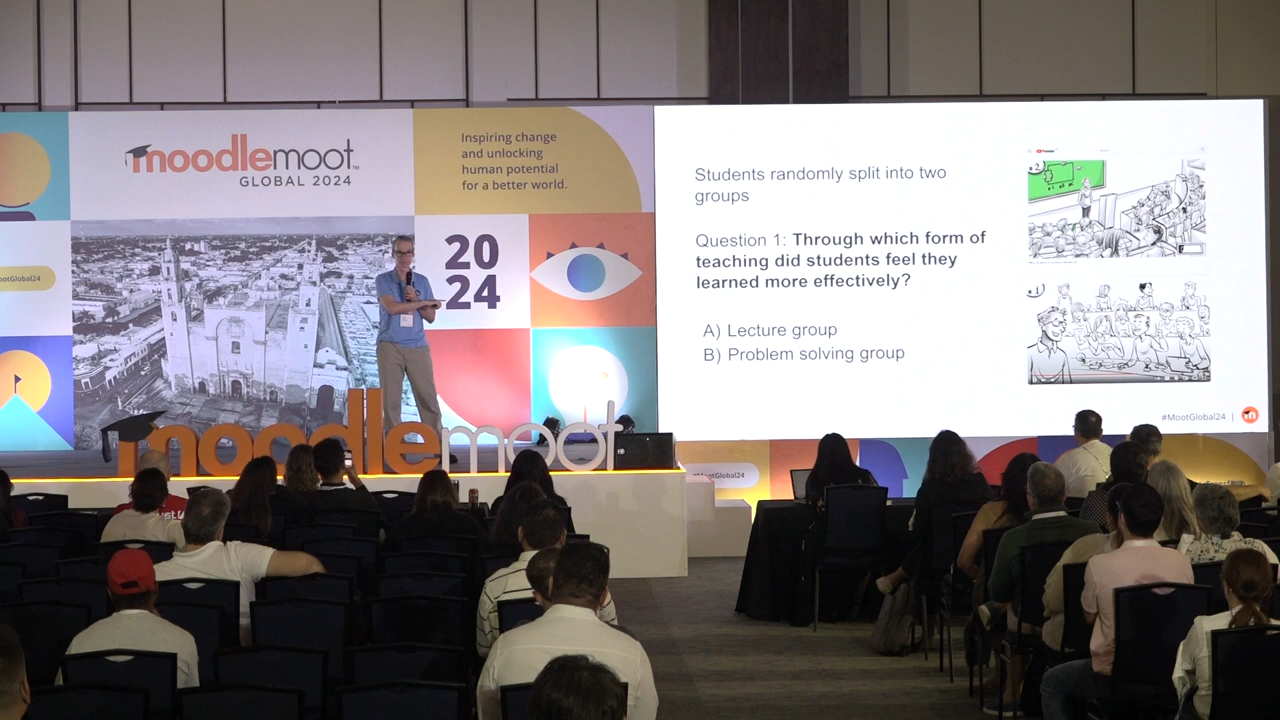 moodlemoot
GLOBAL 2024
Inspiring change
and unlocking
human potential
for a better world.
20
24
ootGlobal24
Students randomly split into two
groups
Question 1: Through which form of
teaching did students feel they
learned more effectively?
A) Lecture group
B) Problem solving group
#MootGlobal24 |
moodlemoot
#MootGlobal24